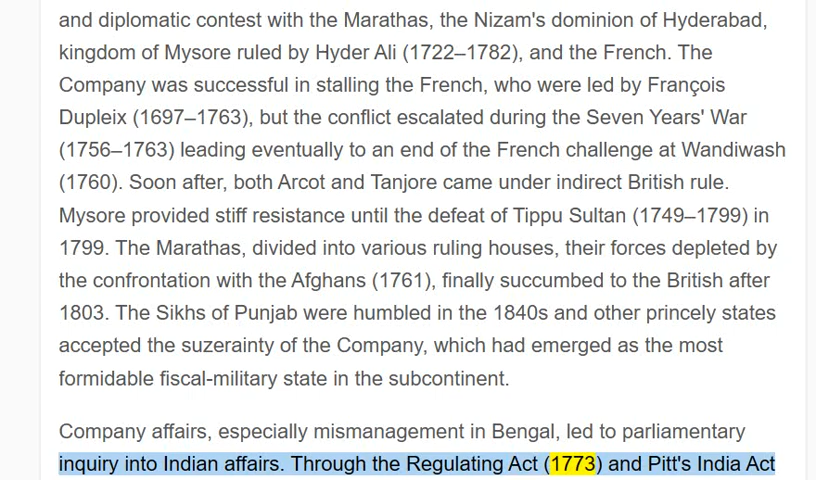 and diplomatic contest with the Marathas, the Nizam's dominion of Hyderabad,
kingdom of Mysore ruled by Hyder Ali (1722–1782), and the French. The
Company was successful in stalling the French, who were led by François
Dupleix (1697–1763), but the conflict escalated during the Seven Years' War
(1756–1763) leading eventually to an end of the French challenge at Wandiwash
(1760). Soon after, both Arcot and Tanjore came under indirect British rule.
Mysore provided stiff resistance until the defeat of Tippu Sultan (1749–1799) in
1799. The Marathas, divided into various ruling houses, their forces depleted by
the confrontation with the Afghans (1761), finally succumbed to the British after
1803. The Sikhs of Punjab were humbled in the 1840s and other princely states
accepted the suzerainty of the Company, which had emerged as the most
formidable fiscal-military state in the subcontinent.
Company affairs, especially mismanagement in Bengal, led to parliamentary
inquiry into Indian affairs. Through the Regulating Act (1773) and Pitt's India Act